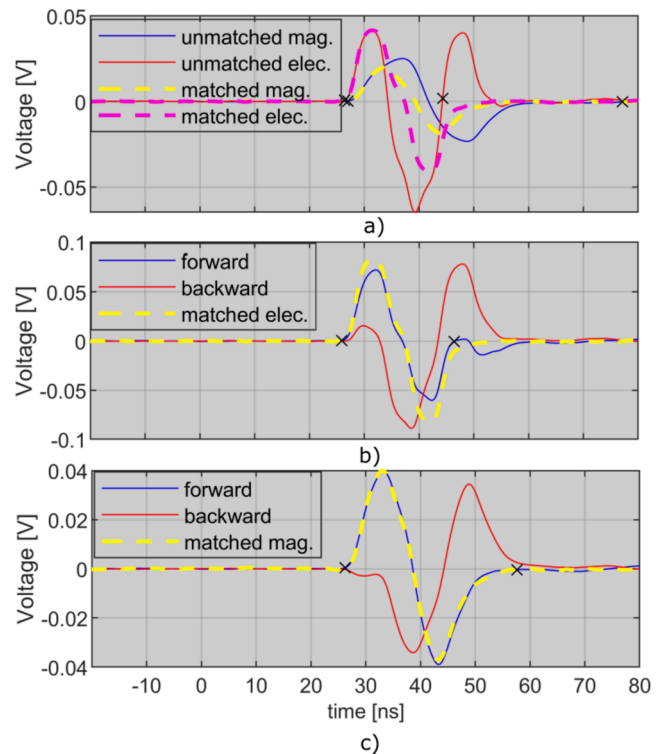 0.05
0
-0.05
Voltage [V]
unmatched mag.
unmatched elec.
matched mag.
matched elec.
a)
0.1
0.05
0
-0.05
-0.1
Voltage [V]
forward
backward
matched elec.
b)
0.04
0.02
0
-0.02
-0.04
Voltage [V]
forward
backward
matched mag.
-10 0 10 20 30 40 50 60 70 80
time [ns]
c)